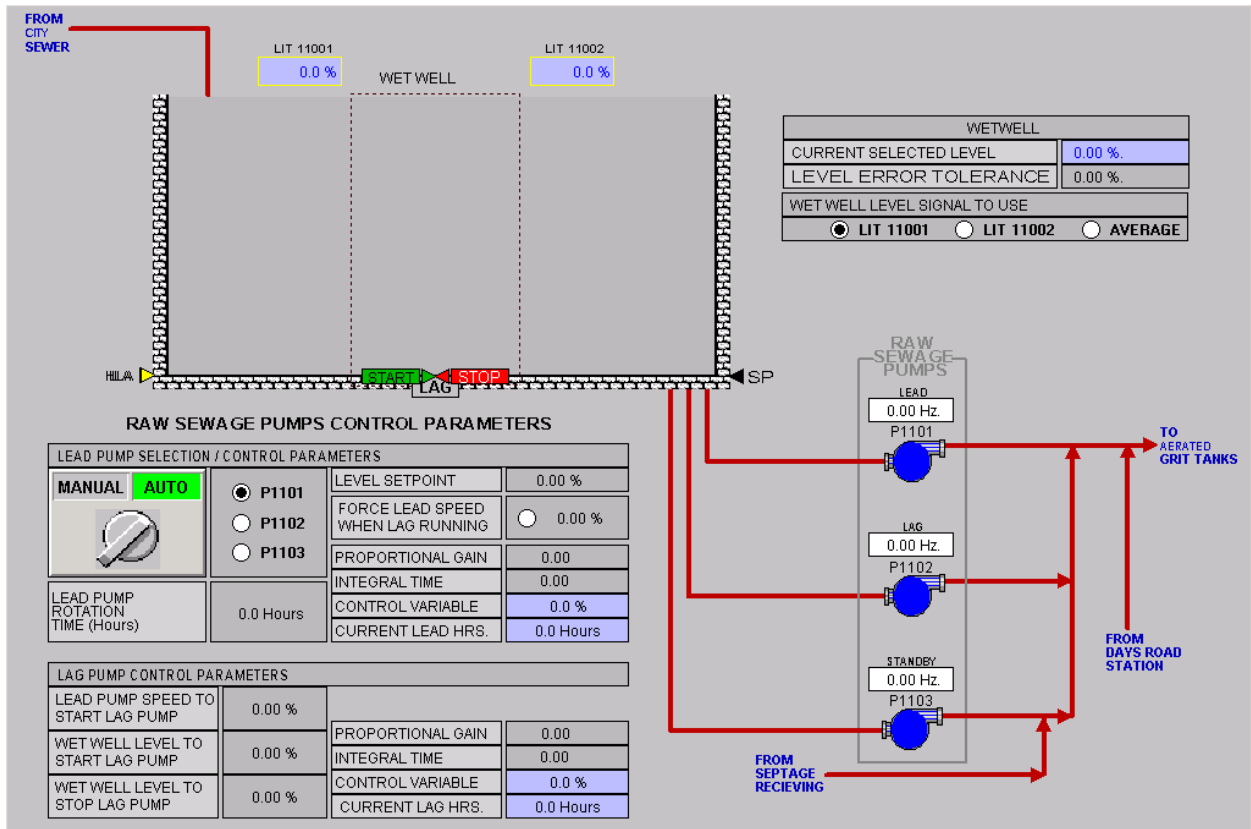 FROM
CITY
SEWER
LIT 11001
0.0 %
WET WELL
LIT 11002
0.0 %
WETWELL
CURRENT SELECTED LEVEL 0.00 %.
LEVEL ERROR TOLERANCE 0.00 %.
WET WELL LEVEL SIGNAL TO USE
LIT 11001 LIT 11002 AVERAGE
START STOP
LAG
SP
RAW SEWAGE PUMPS CONTROL PARAMETERS
LEAD PUMP SELECTION / CONTROL PARAMETERS
MANUAL AUTO
P1101
P1102
P1103
LEVEL SETPOINT 0.00 %
FORCE LEAD SPEED
WHEN LAG RUNNING
0.00 %
PROPORTIONAL GAIN 0.00
INTEGRAL TIME 0.00
CONTROL VARIABLE 0.0 %
CURRENT LEAD HRS. 0.0 Hours
LEAD PUMP
ROTATION
TIME (Hours)
0.0 Hours
LAG PUMP CONTROL PARAMETERS
LEAD PUMP SPEED TO
START LAG PUMP
0.00 %
WET WELL LEVEL TO
START LAG PUMP
0.00 %
WET WELL LEVEL TO
STOP LAG PUMP
0.00 %
PROPORTIONAL GAIN 0.00
INTEGRAL TIME 0.00
CONTROL VARIABLE 0.0 %
CURRENT LAG HRS. 0.0 Hours
RAW
SEWAGE
PUMPS
LEAD
0.00 Hz.
P1101
LAG
0.00 Hz.
P1102
STANDBY
0.00 Hz.
P1103
TO
AERATED
GRIT TANKS
FROM
DAYS ROAD
STATION
FROM
SEPTAGE
RECIEVING